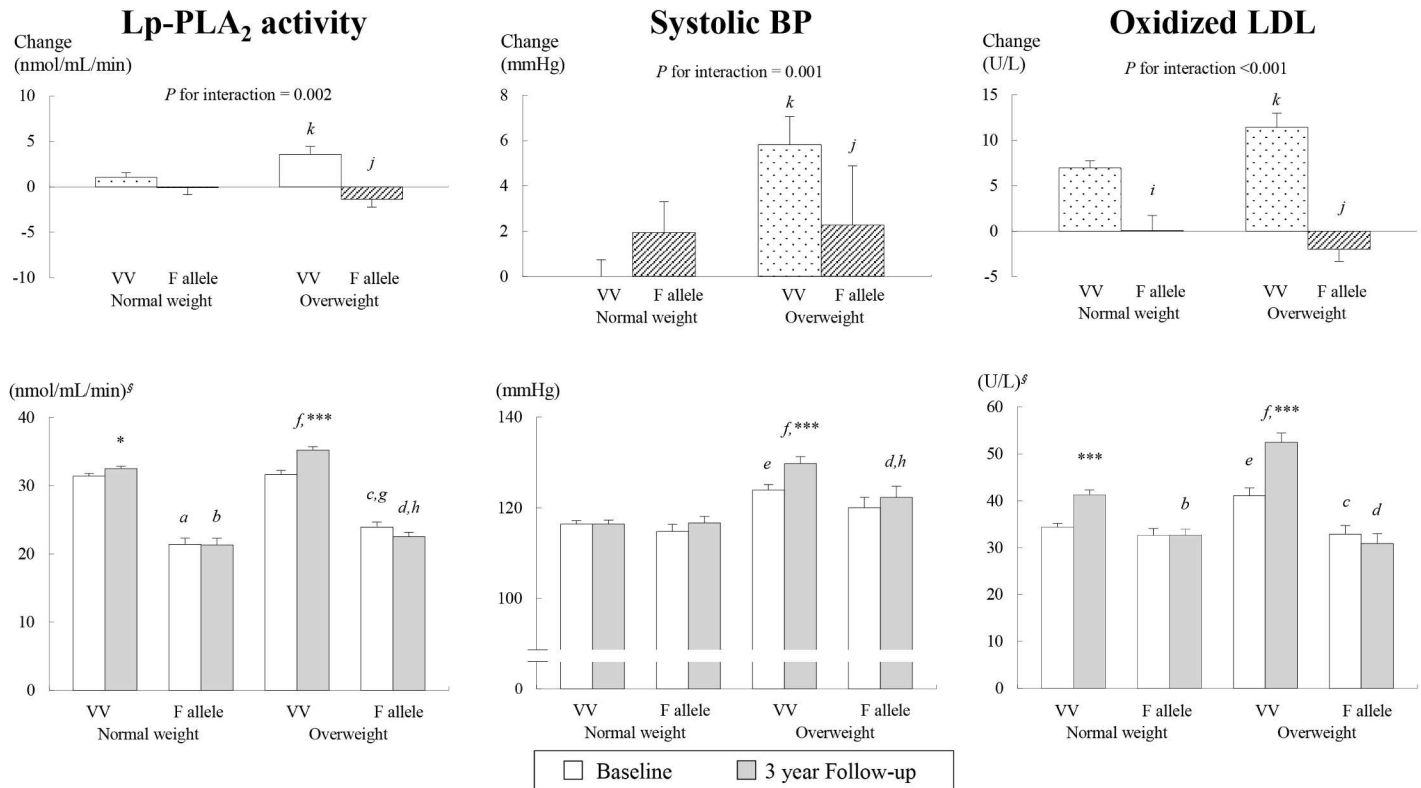 Lp-PLA₂ activity
Change
(nmol/mL/min)
P for interaction = 0.002
10
5
0
-5
-10
k
j
VV F allele VV F allele
Normal weight Overweight
Systolic BP
Change
(mmHg)
P for interaction = 0.001
8
6
4
2
0
k
j
VV F allele VV F allele
Normal weight Overweight
Oxidized LDL
Change
(U/L)
P for interaction <0.001
15
10
5
0
-5
k
i
j
VV F allele VV F allele
Normal weight Overweight
(nmol/mL/min)§
40
30
20
10
0
*
a b
f,***
c,g d,h
VV F allele VV F allele
Normal weight Overweight
(mmHg)
140
120
100
0
e f,***
d,h
VV F allele VV F allele
Normal weight Overweight
(U/L)§
60
50
40
30
20
10
0
***
b
e f,***
c d
VV F allele VV F allele
Normal weight Overweight
Baseline 3 year Follow-up